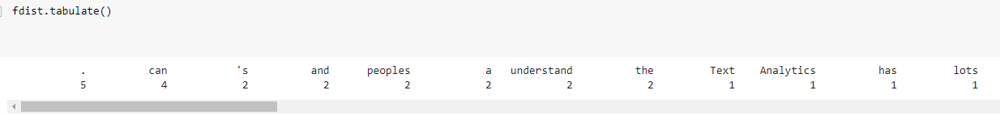 fdist.tabulate()
. can 's and peoples a understand the Text Analytics has lots
5 4 2 2 2 2 2 2 1 1 1 1